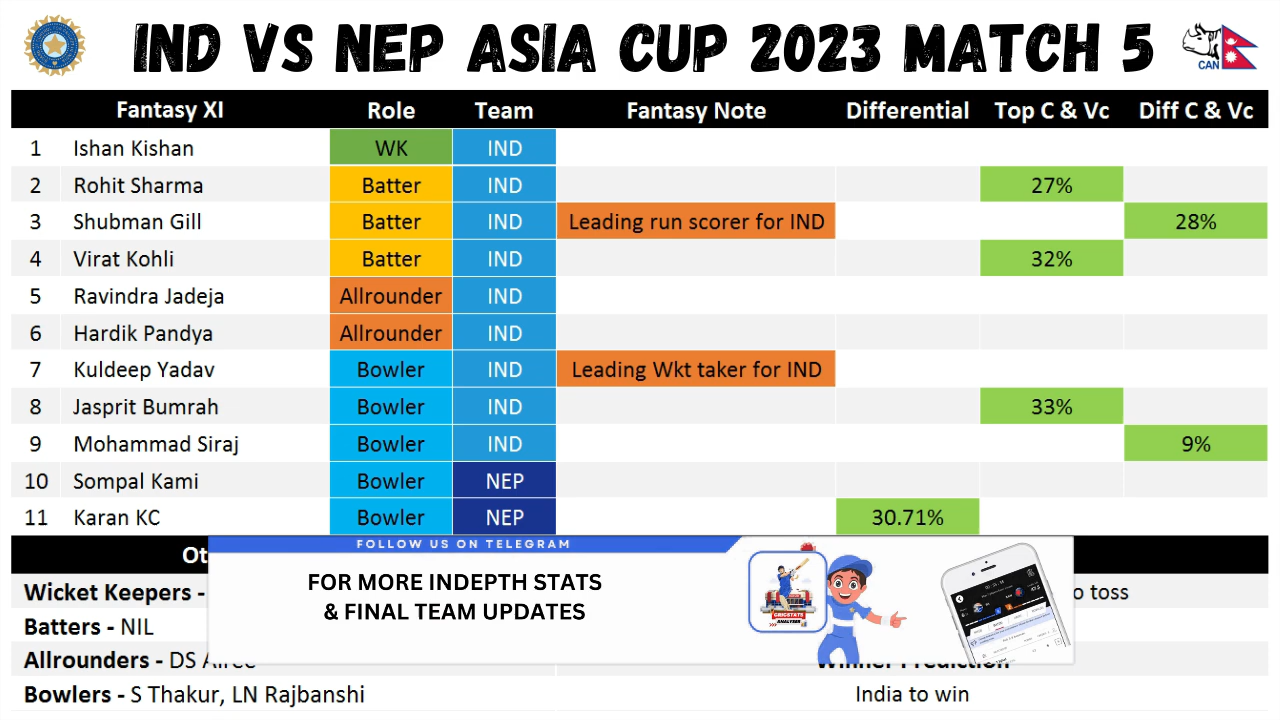 IND VS NEP ASIA CUP 2023 MATCH 5
CAN
Fantasy XI Role Team Fantasy Note Differential Top C & Vc Diff C & Vc
1 Ishan Kishan WK IND
2 Rohit Sharma Batter IND 27%
3 Shubman Gill Batter IND Leading run scorer for IND 28%
4 Virat Kohli Batter IND 32%
5 Ravindra Jadeja Allrounder IND
6 Hardik Pandya Allrounder IND
7 Kuldeep Yadav Bowler IND Leading Wkt taker for IND
8 Jasprit Bumrah Bowler IND 33%
9 Mohammad Siraj Bowler IND 9%
10 Sompal Kami Bowler NEP
11 Karan KC Bowler NEP 30.71%
FOLLOW US ON TELEGRAM
FOR MORE INDEPTH STATS
& FINAL TEAM UPDATES
Wicket Keepers - toss
Batters - NIL
Allrounders - DS Airee
Winner Prediction
Bowlers - S Thakur, LN Rajbanshi India to win